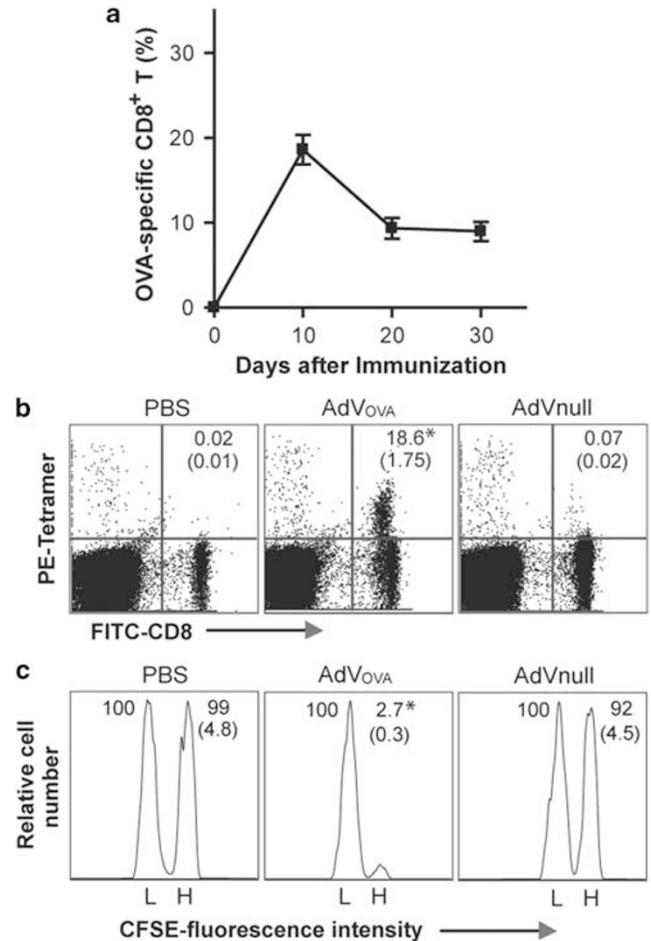 a
OVA-specific CD8+ T (%)
30
20
10
0
0 10 20 30
Days after Immunization
b
PBS AdVOVA AdVnull
0.02 18.6* 0.07
(0.01) (1.75) (0.02)
PE-Tetramer
FITC-CD8
c
PBS AdVOVA AdVnull
100 99 100 2.7* 100 92
(4.8) (0.3) (4.5)
Relative cell
number
L H L H L H
CFSE-fluorescence intensity